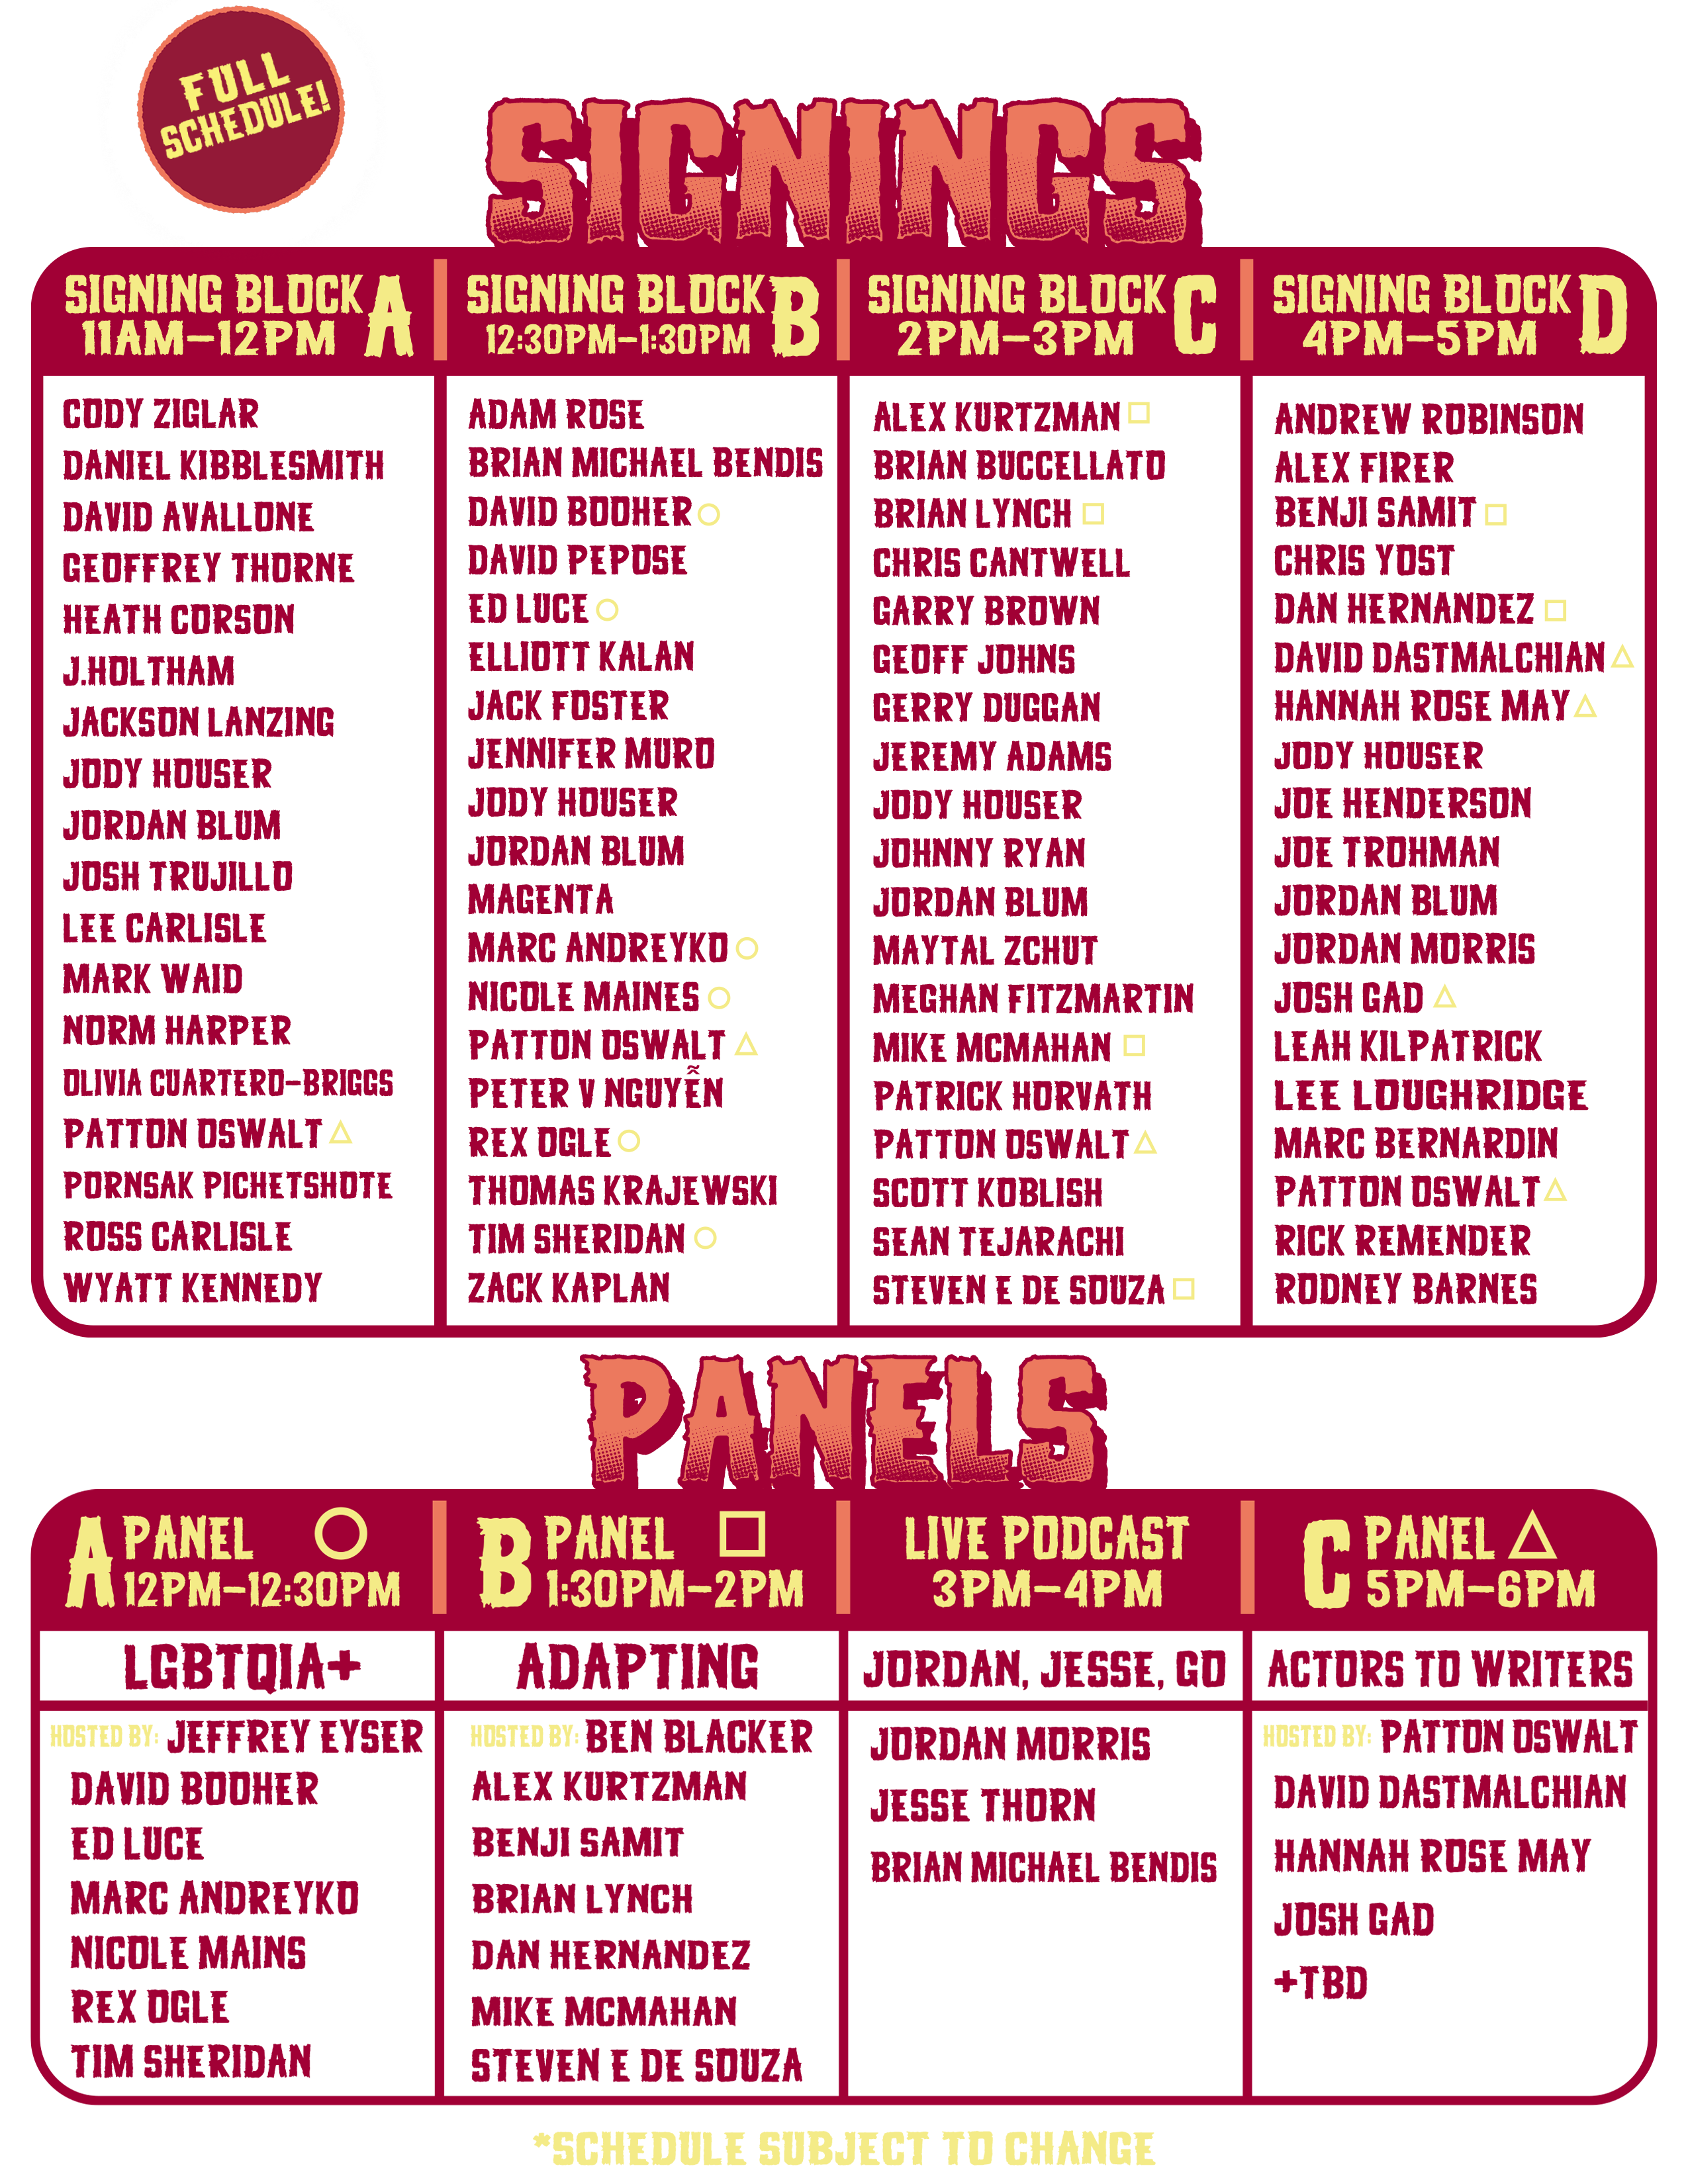 FULL
SCHEDULE!
SIGNINGS
SIGNING BLOCK A
11AM-12PM
CODY ZIGLAR
DANIEL KIBBLESMITH
DAVID AVALLONE
GEOFFREY THORNE
HEATH CORSON
J.HOLTHAM
JACKSON LANZING
JODY HOUSER
JORDAN BLUM
JOSH TRUJILLO
LEE CARLISLE
MARK WAID
NORM HARPER
OLIVIA CUARTERO-BRIGGS
PATTON OSWALT △
PORNSAK PICHETSHOTE
ROSS CARLISLE
WYATT KENNEDY
SIGNING BLOCK B
12:30PM-1:30PM
ADAM ROSE
BRIAN MICHAEL BENDIS
DAVID BOOHER ○
DAVID PEPOSE
ED LUCE ○
ELLIOTT KALAN
JACK FOSTER
JENNIFER MURO
JODY HOUSER
JORDAN BLUM
MAGENTA
MARC ANDREYKO ○
NICOLE MAINES ○
PATTON OSWALT △
PETER V NGUYỄN
REX OGLE ○
THOMAS KRAJEWSKI
TIM SHERIDAN ○
ZACK KAPLAN
SIGNING BLOCK C
2PM-3PM
ALEX KURTZMAN □
BRIAN BUCCELLATO
BRIAN LYNCH □
CHRIS CANTWELL
GARRY BROWN
GEOFF JOHNS
GERRY DUGGAN
JEREMY ADAMS
JODY HOUSER
JOHNNY RYAN
JORDAN BLUM
MAYTAL ZCHUT
MEGHAN FITZMARTIN
MIKE MCMAHAN □
PATRICK HORVATH
PATTON OSWALT △
SCOTT KOBLISH
SEAN TEJARACHI
STEVEN E DE SOUZA □
SIGNING BLOCK D
4PM-5PM
ANDREW ROBINSON
ALEX FIRER
BENJI SAMIT □
CHRIS YOST
DAN HERNANDEZ □
DAVID DASTMALCHIAN △
HANNAH ROSE MAY △
JODY HOUSER
JOE HENDERSON
JOE TROHMAN
JORDAN BLUM
JORDAN MORRIS
JOSH GAD △
LEAH KILPATRICK
LEE LOUGHRIDGE
MARC BERNARDIN
PATTON OSWALT △
RICK REMENDER
RODNEY BARNES
PANELS
A PANEL ○
12PM-12:30PM
LGBTQIA+
HOSTED BY: JEFFREY EYSER
DAVID BOOHER
ED LUCE
MARC ANDREYKO
NICOLE MAINS
REX OGLE
TIM SHERIDAN
B PANEL □
1:30PM-2PM
ADAPTING
HOSTED BY: BEN BLACKER
ALEX KURTZMAN
BENJI SAMIT
BRIAN LYNCH
DAN HERNANDEZ
MIKE MCMAHAN
STEVEN E DE SOUZA
LIVE PODCAST
3PM-4PM
JORDAN, JESSE, GO
JORDAN MORRIS
JESSE THORN
BRIAN MICHAEL BENDIS
C PANEL △
5PM-6PM
ACTORS TO WRITERS
HOSTED BY: PATTON OSWALT
DAVID DASTMALCHIAN
HANNAH ROSE MAY
JOSH GAD
+TBD
*SCHEDULE SUBJECT TO CHANGE